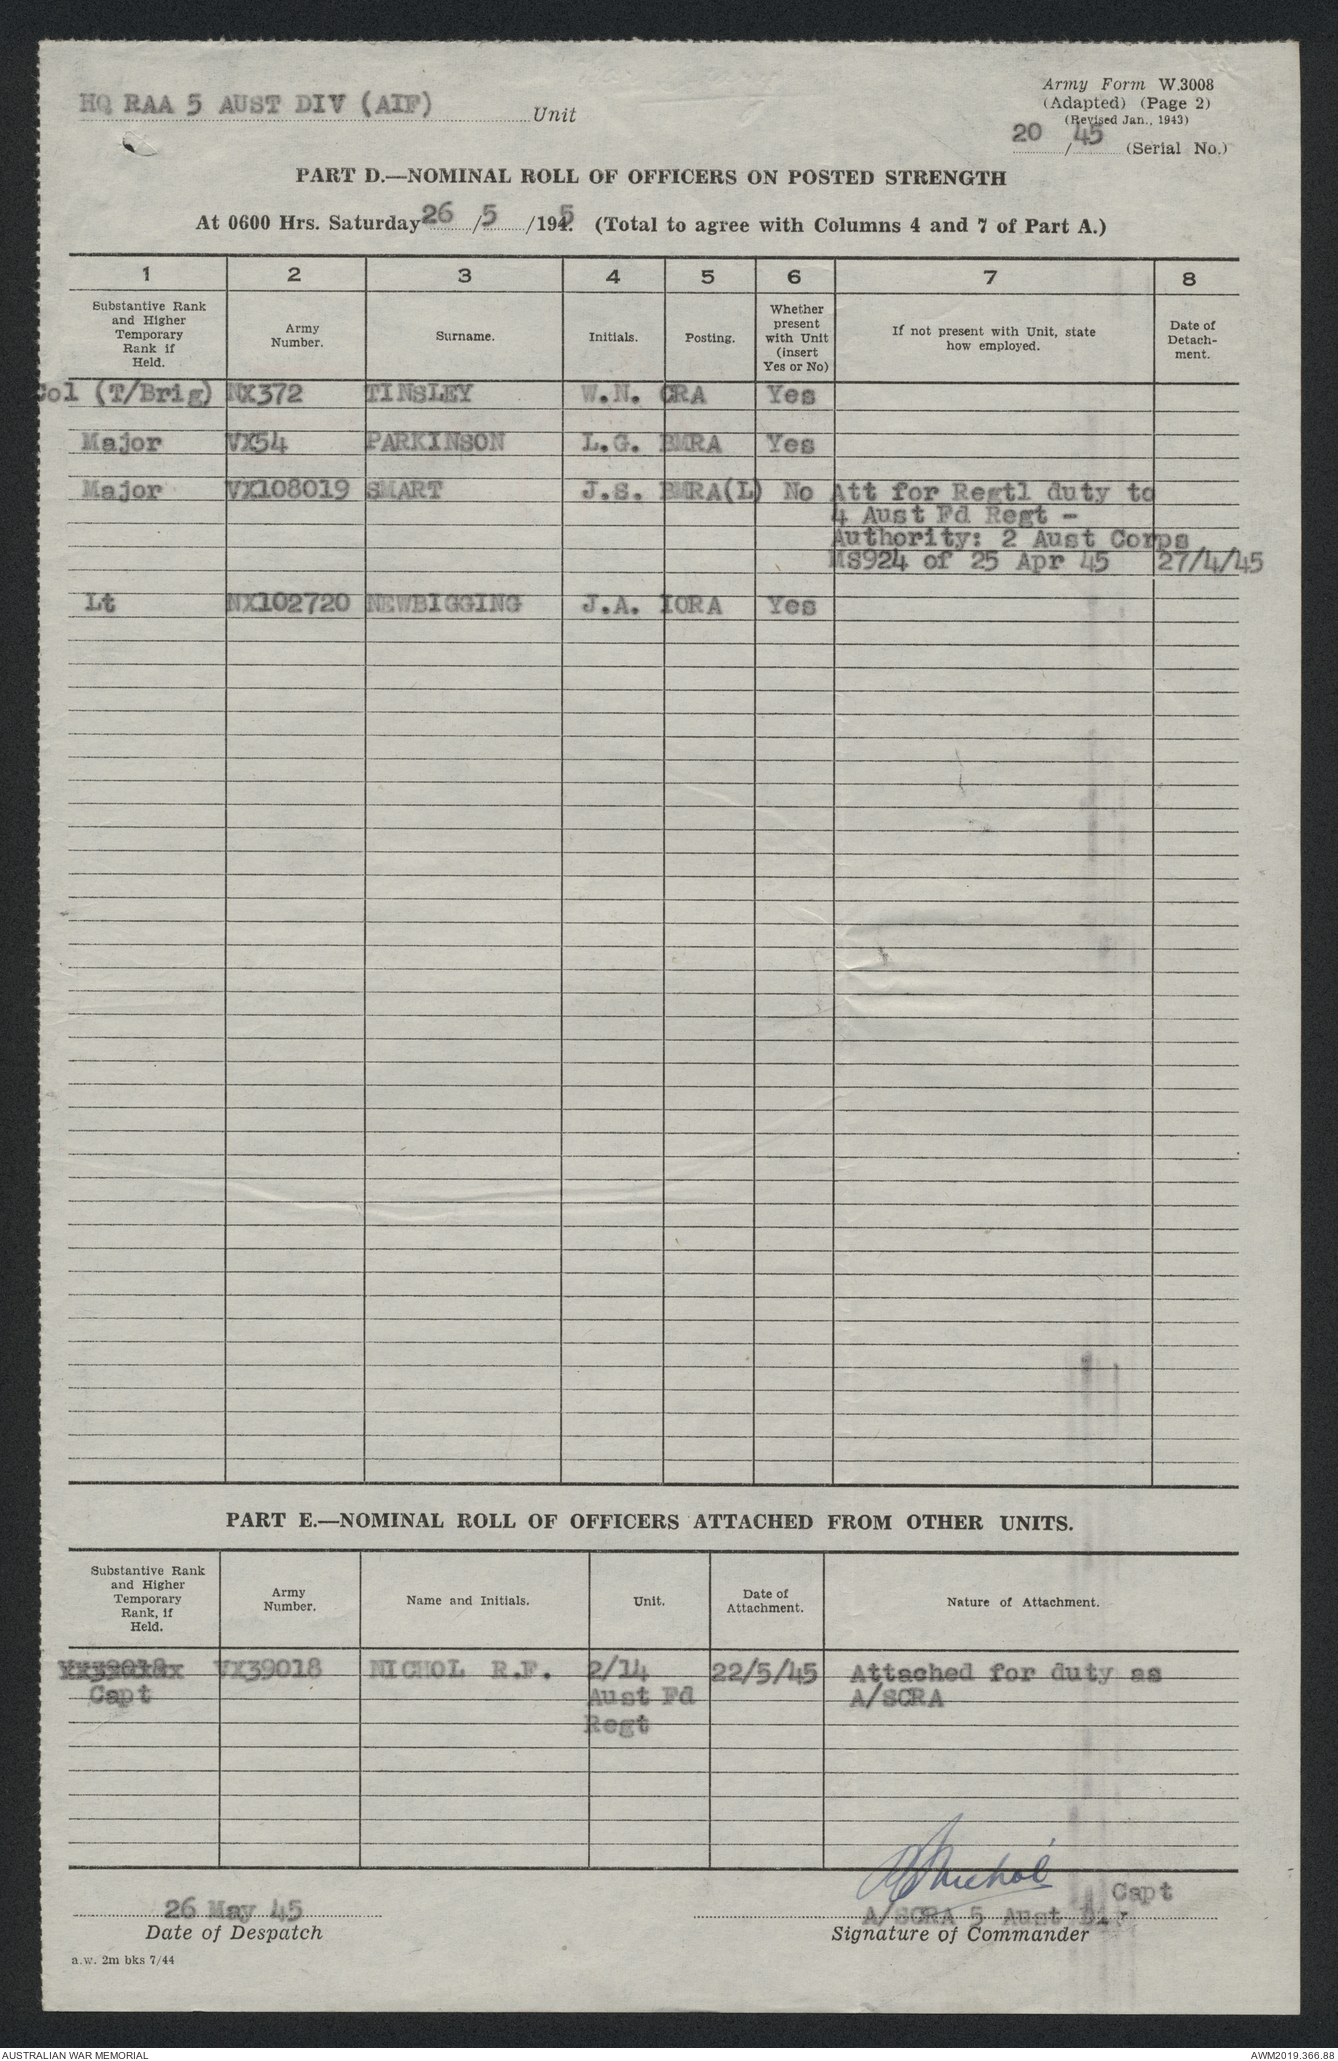 HQ RAA 5 AUST DIV (AIF) Unit
Army Form W.3008
(Adapted) (Page 2)
(Revised Jan., 1943)
20 / 45 (Serial No.)
PART D.—NOMINAL ROLL OF OFFICERS ON POSTED STRENGTH
At 0600 Hrs. Saturday 26 / 5 /1945. (Total to agree with Columns 4 and 7 of Part A.)
1 2 3 4 5 6 7 8
Substantive Rank and Higher Temporary Rank if Held. Army Number. Surname. Initials. Posting. Whether present with Unit (insert Yes or No) If not present with Unit, state how employed. Date of Detach-ment.
Col (T/Brig) NX372 TINSLEY W.N. CRA Yes
Major VX54 PARKINSON L.G. BMRA Yes
Major VX108019 SMART J.S. BMRA(L) No Att for Regtl duty to
4 Aust Fd Regt -
Authority: 2 Aust Corps
MS924 of 25 Apr 45 27/4/45
Lt NX102720 NEWBIGGING J.A. IORA Yes
PART E.—NOMINAL ROLL OF OFFICERS ATTACHED FROM OTHER UNITS.
Substantive Rank and Higher Temporary Rank, if Held. Army Number. Name and Initials. Unit. Date of Attachment. Nature of Attachment.
VX39018 NICHOL R.F. 2/14 22/5/45 Attached for duty as
Capt Aust Fd A/SCRA
Regt
R F Nichol
Capt
26 May 45 A/SCRA 5 Aust Div
Date of Despatch Signature of Commander
a.w. 2m bks 7/44
AUSTRALIAN WAR MEMORIAL AWM2019.366.88